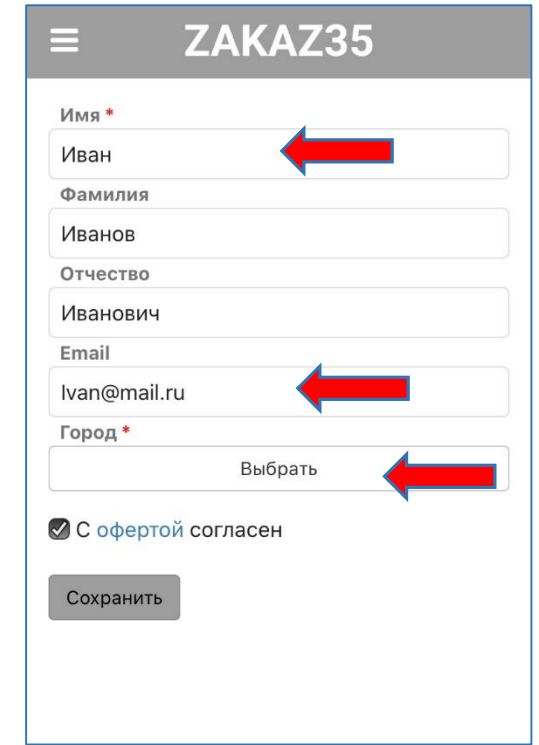 ZAKAZ35
Имя *
Иван
Фамилия
Иванов
Отчество
Иванович
Email
Ivan@mail.ru
Город *
Выбрать
С офертой согласен
Сохранить